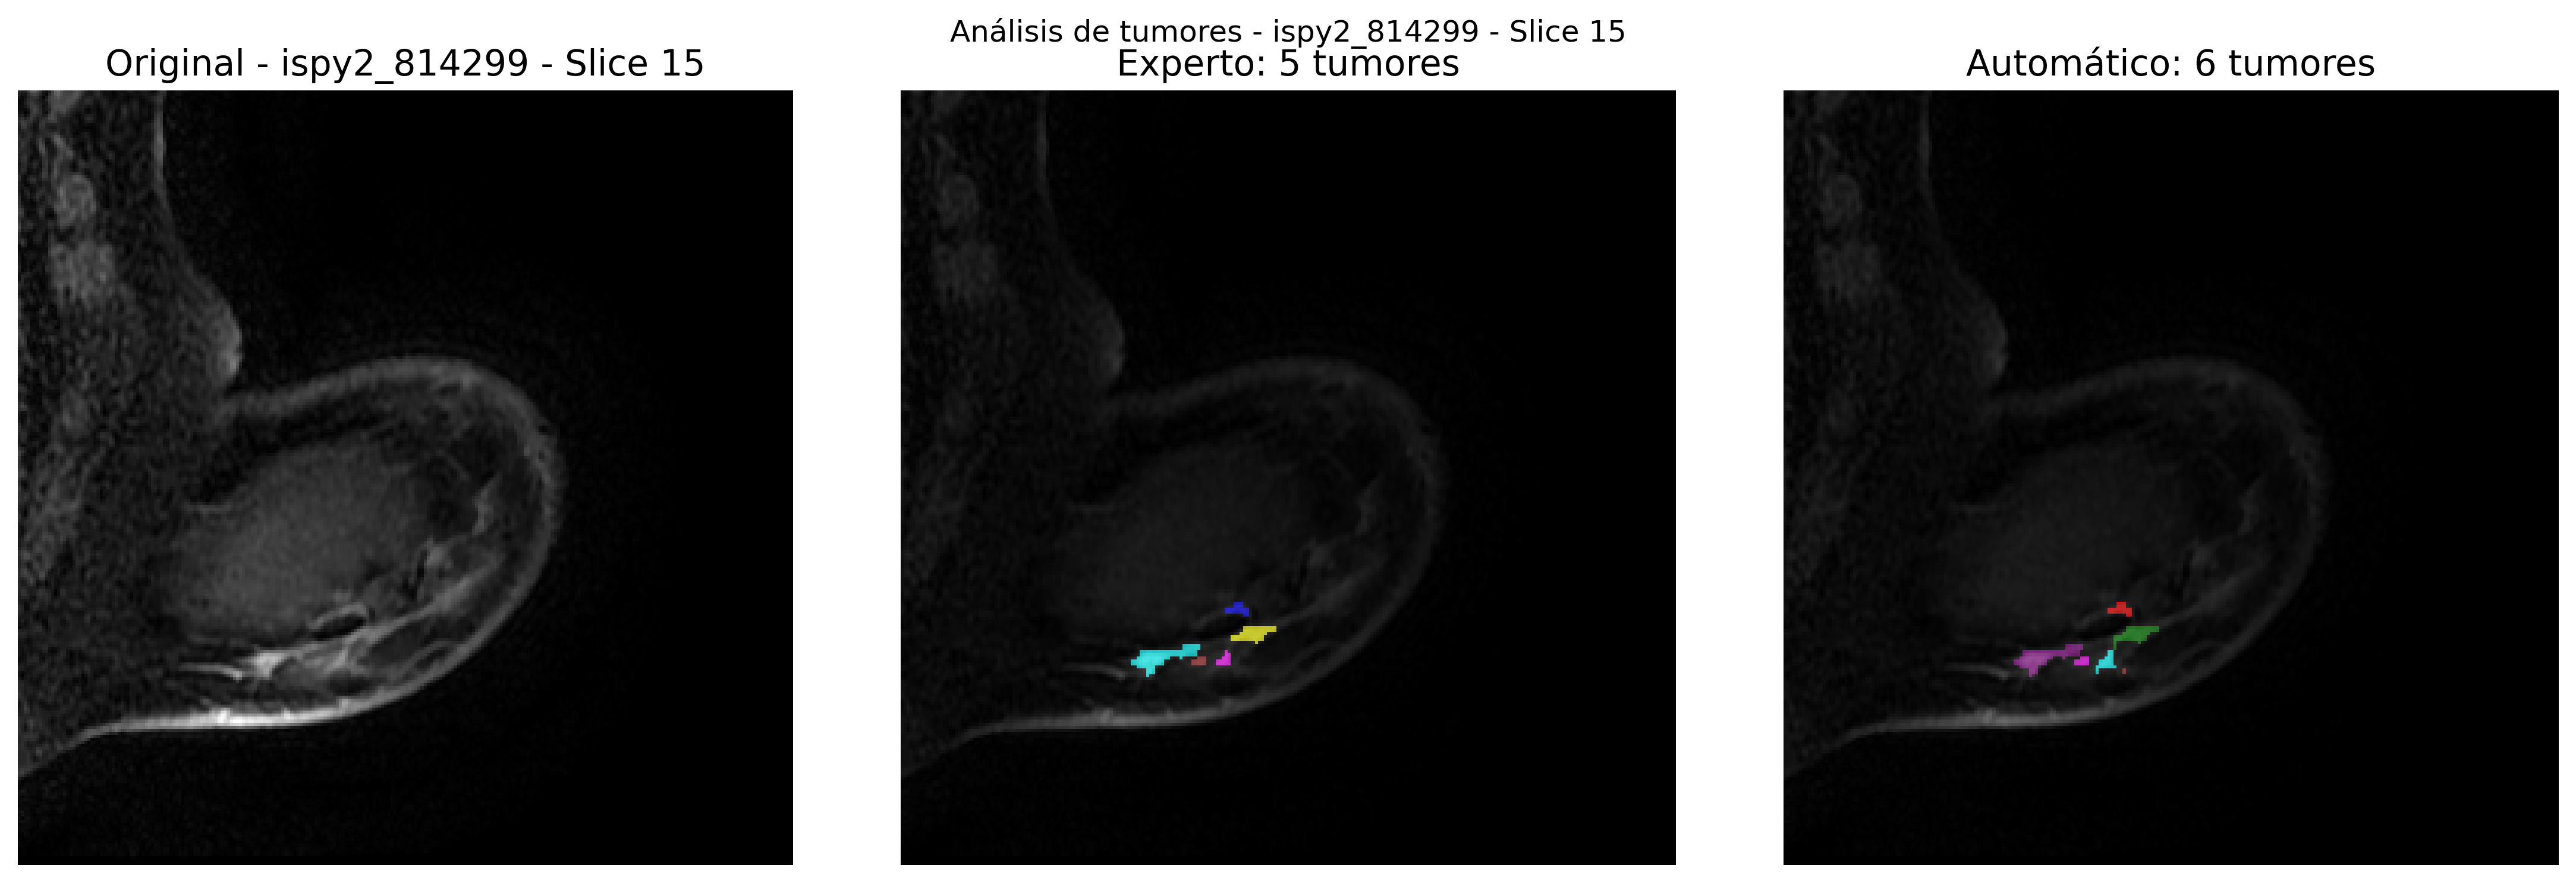 Análisis de tumores - ispy2_814299 - Slice 15
Original - ispy2_814299 - Slice 15
Experto: 5 tumores
Automático: 6 tumores